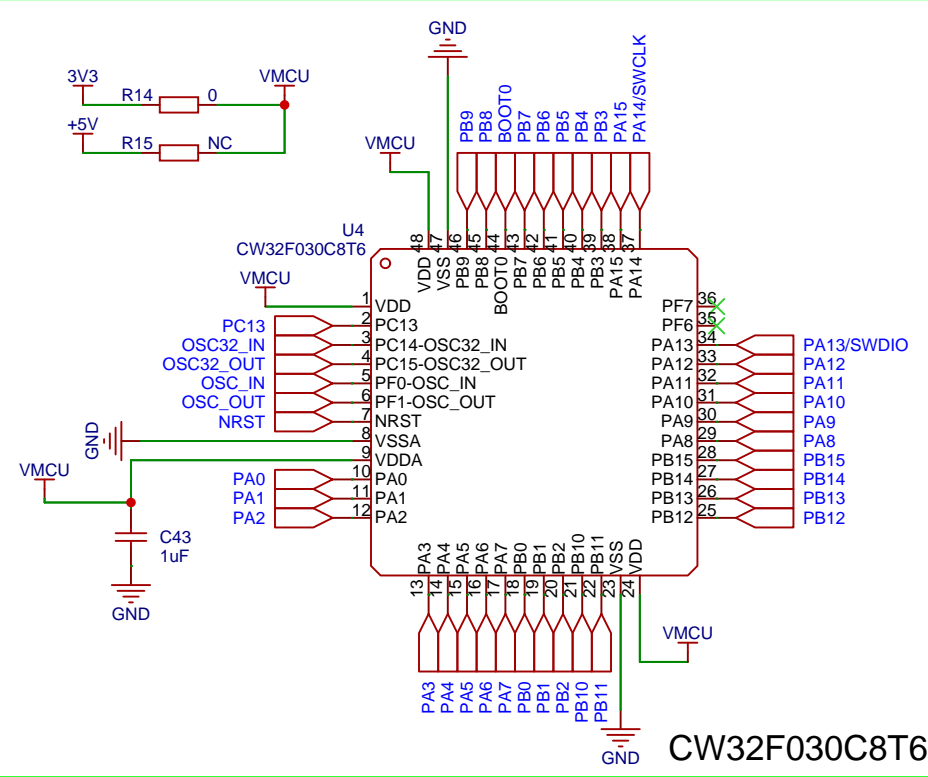 3V3
VMCU
R14
0
+5V
R15
NC
GND
VMCU
PB9
PB8
BOOT0
PB7
PB6
PB5
PB4
PB3
PA15
PA14/SWCLK
U4
CW32F030C8T6
48
47
46
45
44
43
42
41
40
39
38
37
VDD
VSS
PB9
PB8
BOOT0
PB7
PB6
PB5
PB4
PB3
PA15
PA14
VMCU
1
VDD
PC13
2
PC13
OSC32_IN
3
PC14-OSC32_IN
OSC32_OUT
4
PC15-OSC32_OUT
OSC_IN
5
PF0-OSC_IN
OSC_OUT
6
PF1-OSC_OUT
NRST
7
NRST
GND
8
VSSA
9
VDDA
VMCU
PA0
10
PA0
PA1
11
PA1
PA2
12
PA2
C43
1uF
GND
PF7
36
PF6
35
PA13
34
PA13/SWDIO
PA12
33
PA12
PA11
32
PA11
PA10
31
PA10
PA9
30
PA9
PA8
29
PA8
PB15
28
PB15
PB14
27
PB14
PB13
26
PB13
PB12
25
PB12
PA3
PA4
PA5
PA6
PA7
PB0
PB1
PB2
PB10
PB11
VSS
VDD
13
14
15
16
17
18
19
20
21
22
23
24
PA3
PA4
PA5
PA6
PA7
PB0
PB1
PB2
PB10
PB11
VMCU
GND
CW32F030C8T6